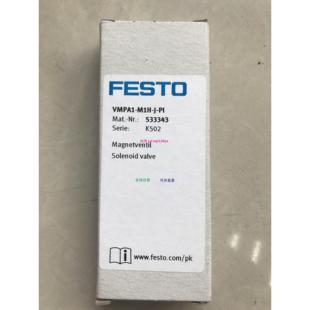 FESTO
VMPA1-M1H-J-PI
Mat.-Nr.: 533343
Serie: K502
Magnetventil
Solenoid valve
www.festo.com/pk